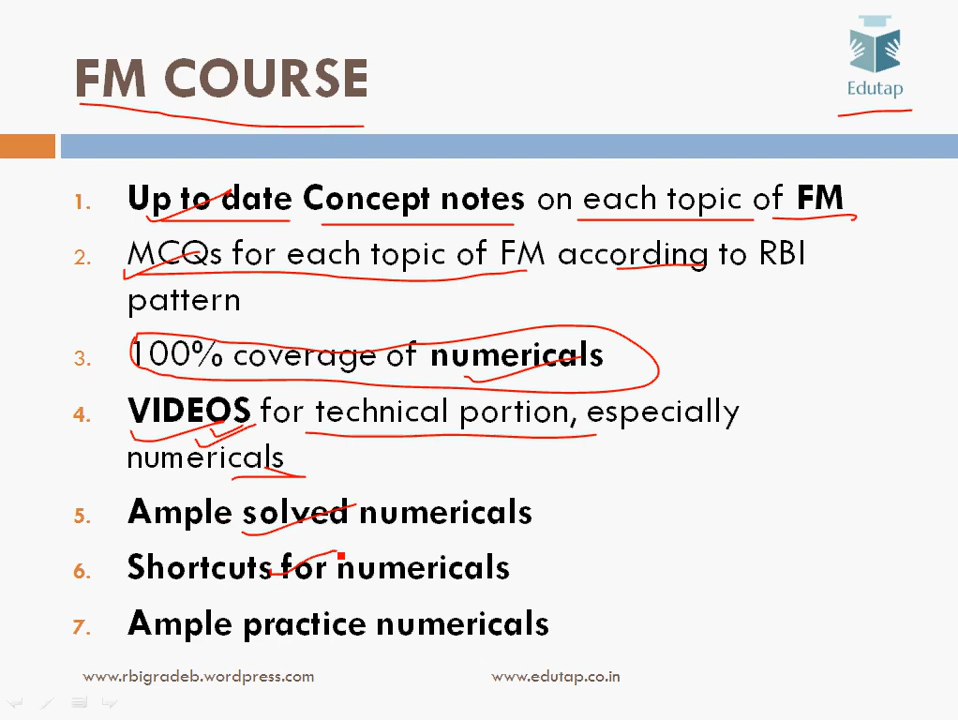 FM COURSE
Edutap
1. Up to date Concept notes on each topic of FM
2. MCQs for each topic of FM according to RBI
pattern
3. 100% coverage of numericals
4. VIDEOS for technical portion, especially
numericals
5. Ample solved numericals
6. Shortcuts for numericals
7. Ample practice numericals
www.rbigradeb.wordpress.com
www.edutap.co.in